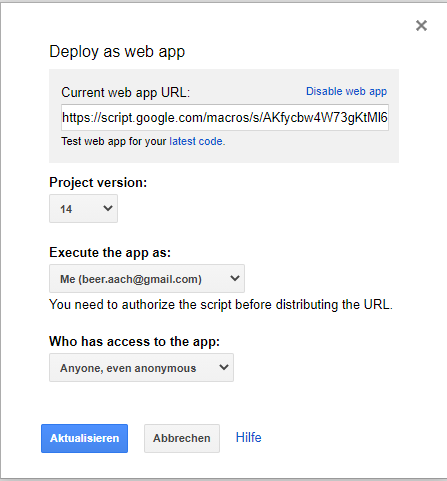 Deploy as web app
Current web app URL: Disable web app
https://script.google.com/macros/s/AKfycbw4W73gKtMl6
Test web app for your latest code.
Project version:
14
Execute the app as:
Me (beer.aach@gmail.com)
You need to authorize the script before distributing the URL.
Who has access to the app:
Anyone, even anonymous
Aktualisieren Abbrechen Hilfe